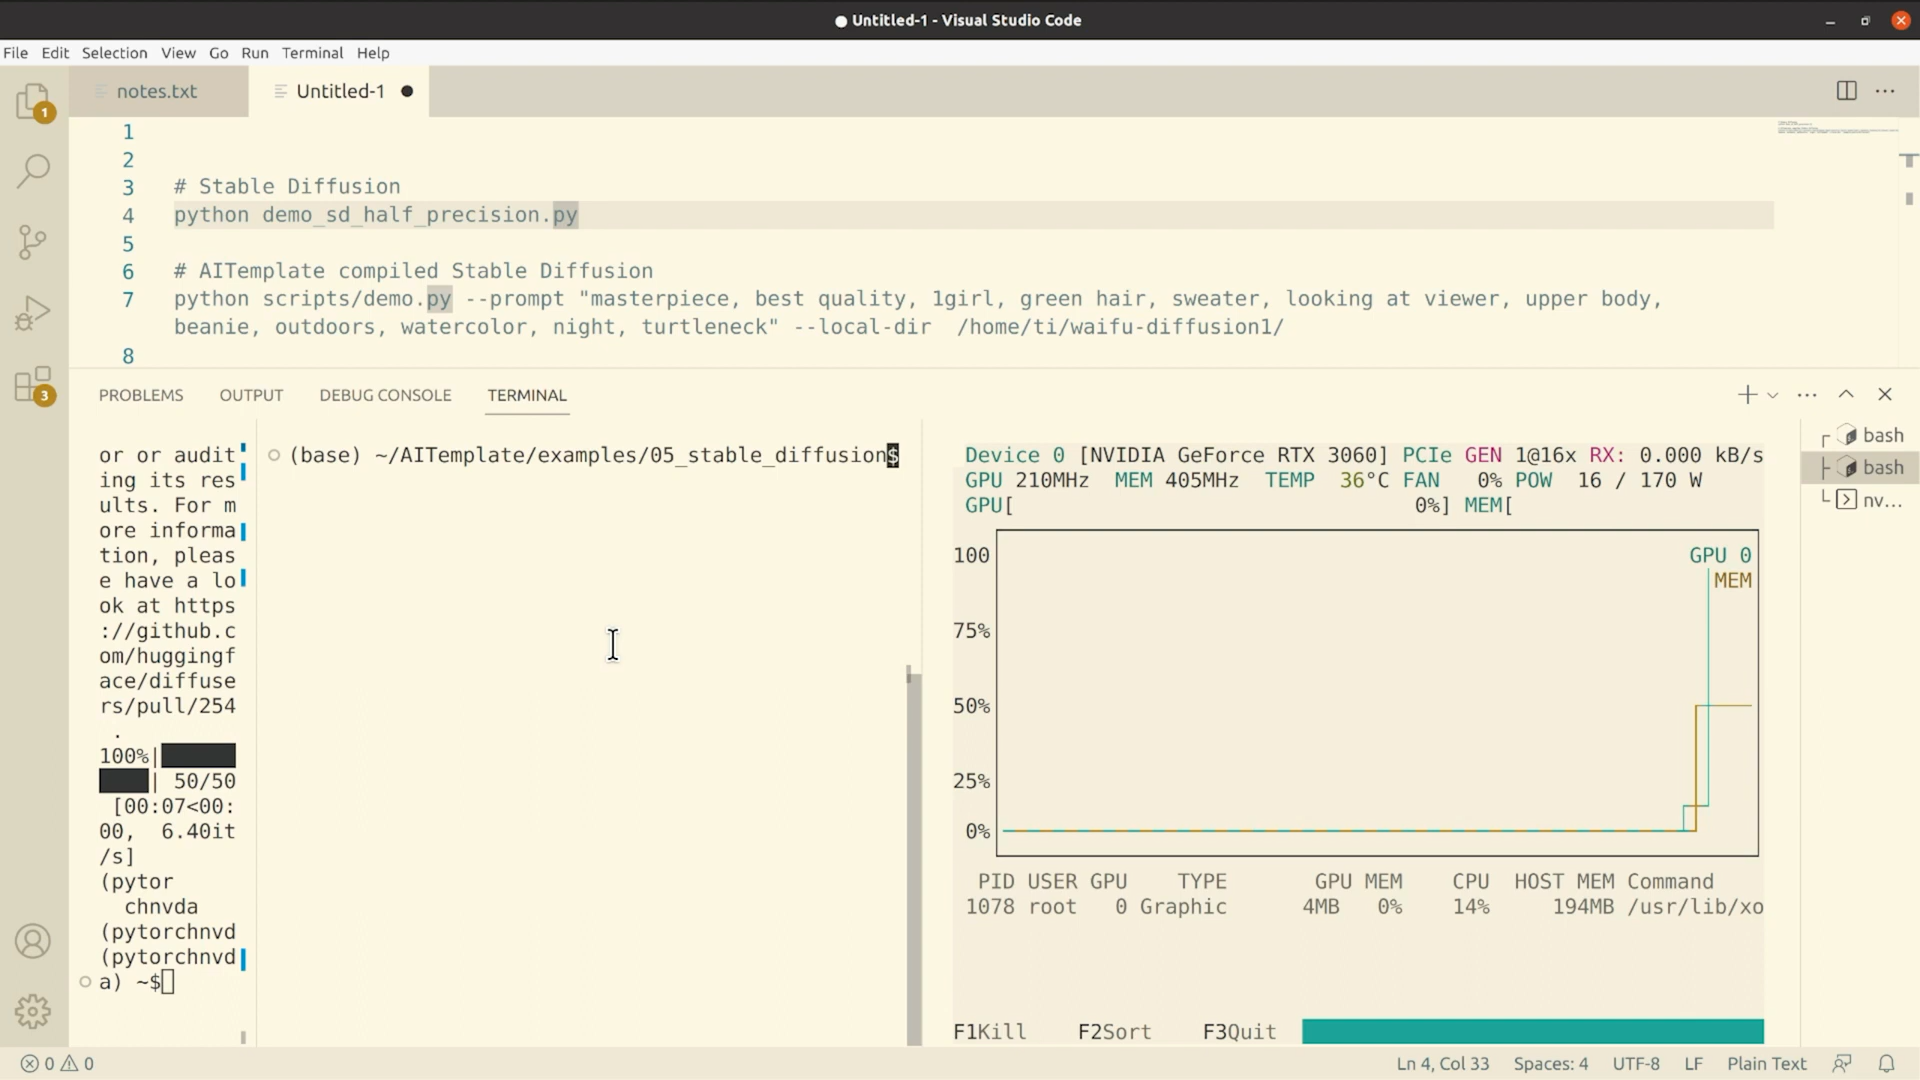 ● Untitled-1 - Visual Studio Code
File Edit Selection View Go Run Terminal Help
1
notes.txt
Untitled-1 ●
1
2
3 # Stable Diffusion
4 python demo_sd_half_precision.py
5
6 # AITemplate compiled Stable Diffusion
7 python scripts/demo.py --prompt "masterpiece, best quality, 1girl, green hair, sweater, looking at viewer, upper body,
beanie, outdoors, watercolor, night, turtleneck" --local-dir  /home/ti/waifu-diffusion1/
8
3
PROBLEMS OUTPUT DEBUG CONSOLE TERMINAL
or or audit
ing its res
ults. For m
ore informa
tion, pleas
e have a lo
ok at https
://github.c
om/huggingf
ace/diffuse
rs/pull/254
.
100%|
| 50/50
[00:07<00:
00,  6.40it
/s]
(pytor
chnvda
(pytorchnvd
(pytorchnvd
a) ~$
(base) ~/AITemplate/examples/05_stable_diffusion$
Device 0 [NVIDIA GeForce RTX 3060] PCIe GEN 1@16x RX: 0.000 kB/s
GPU 210MHz MEM 405MHz TEMP 36°C FAN 0% POW 16 / 170 W
GPU[ 0%] MEM[
100
GPU 0
MEM
75%
50%
25%
0%
PID USER GPU TYPE GPU MEM CPU HOST MEM Command
1078 root 0 Graphic 4MB 0% 14% 194MB /usr/lib/xo
F1Kill F2Sort F3Quit
bash
bash
nv...
0 0
Ln 4, Col 33 Spaces: 4 UTF-8 LF Plain Text